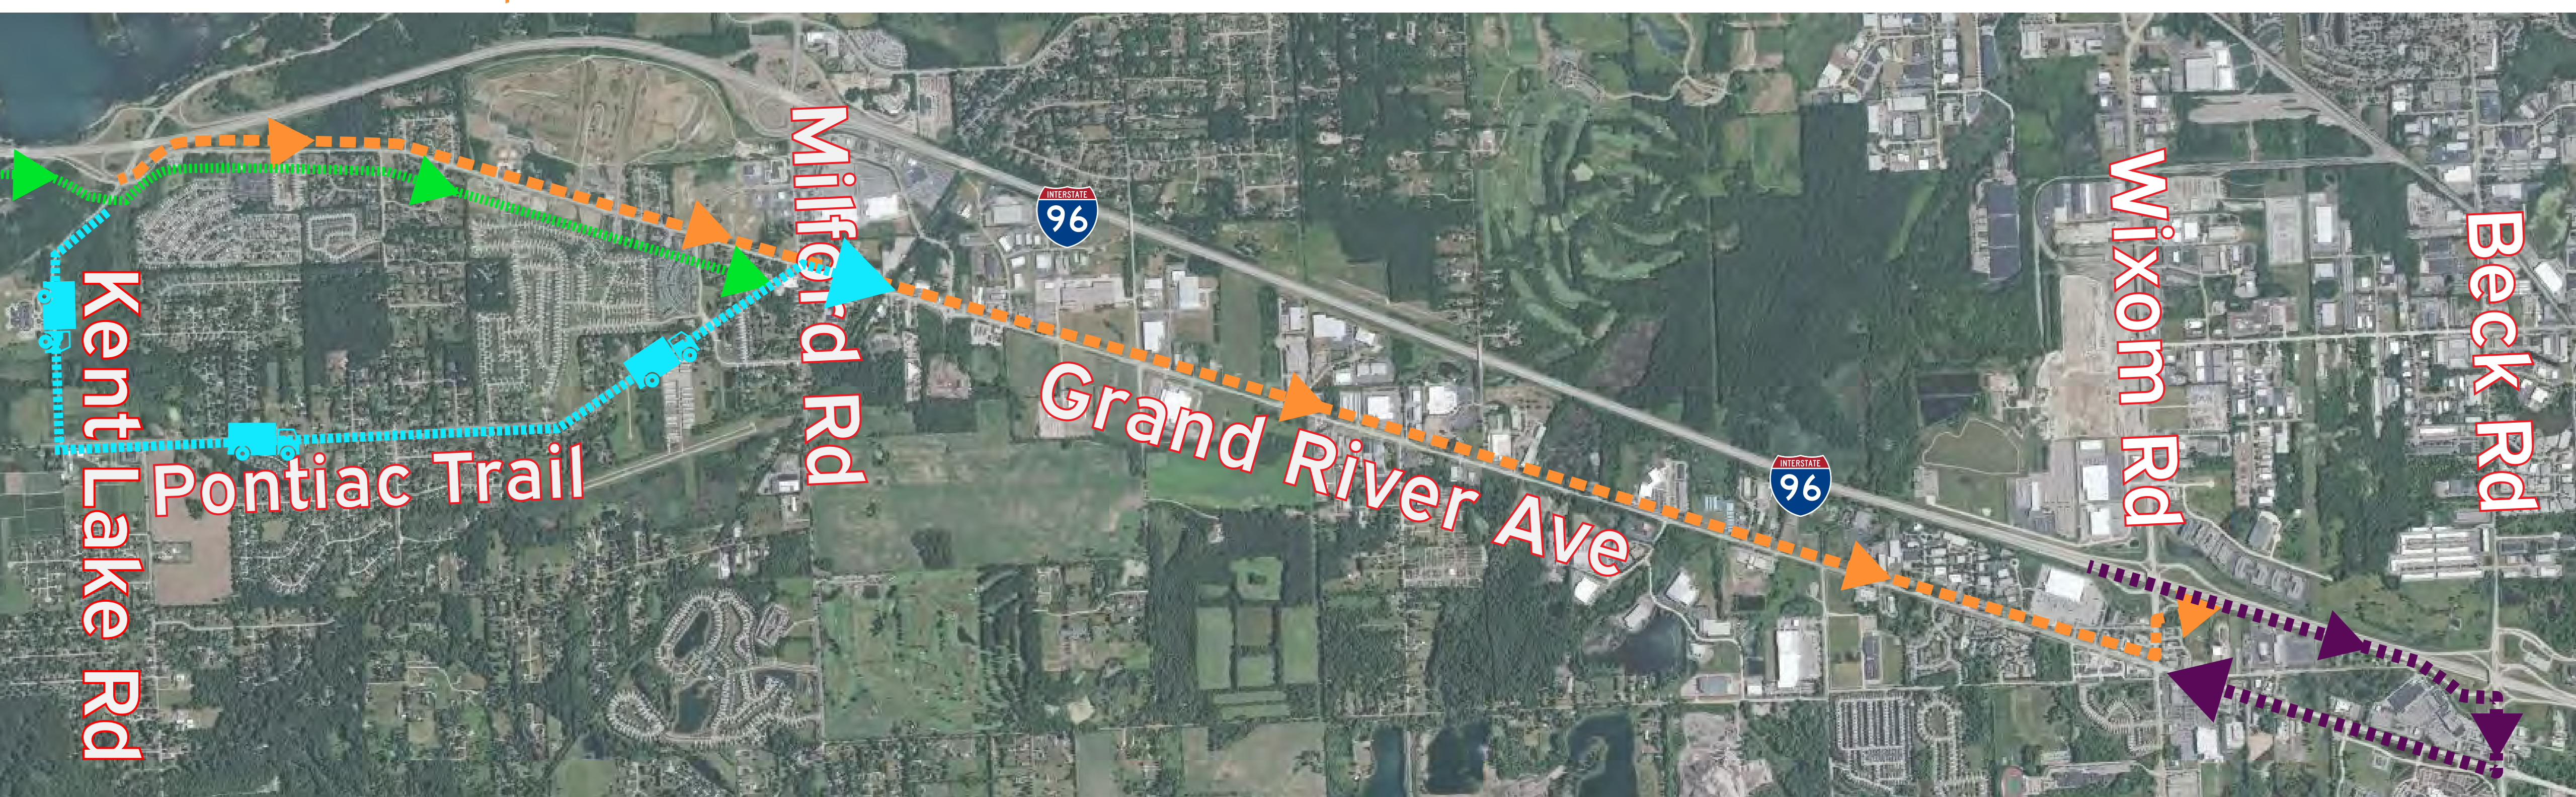 Kent Lake Rd
Pontiac Trail
Milford Rd
INTERSTATE
96
Grand River Ave
INTERSTATE
96
Wixom Rd
Beck Rd